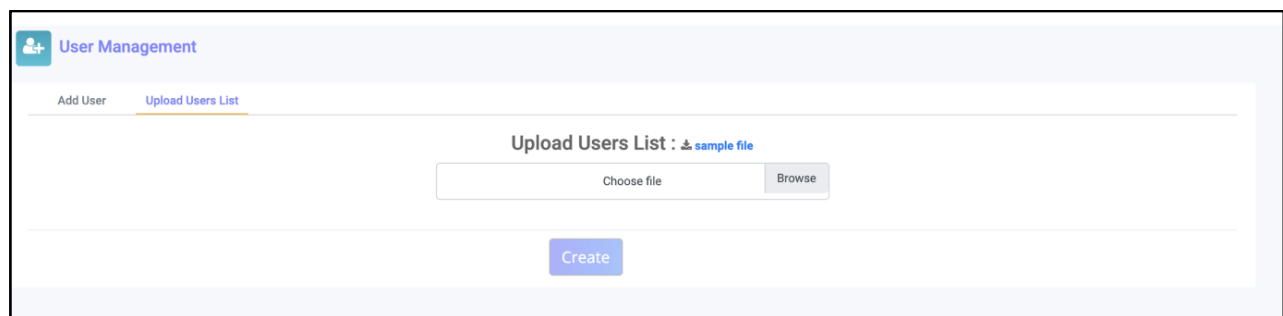 User Management
Add User Upload Users List
Upload Users List : sample file
Choose file Browse
Create